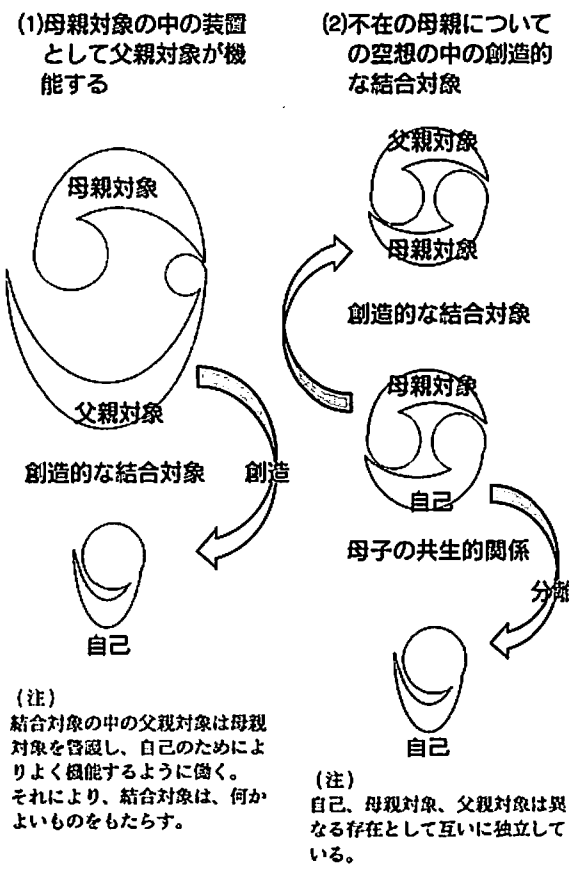 (1)母親対象の中の装置
として父親対象が機
能する
母親対象
父親対象
創造的な結合対象
創造
自己
(注)
結合対象の中の父親対象は母親
対象を し、自己のためによ
りよく機能するように働く。
それにより、結合対象は、何か
よいものをもたらす。
(2)不在の母親について
の空想の中の創造的
な結合対象
父親対象
母親対象
創造的な結合対象
母親対象
自己
母子の共生的関係
分離
自己
(注)
自己、母親対象、父親対象は異
なる存在として互いに独立して
いる。